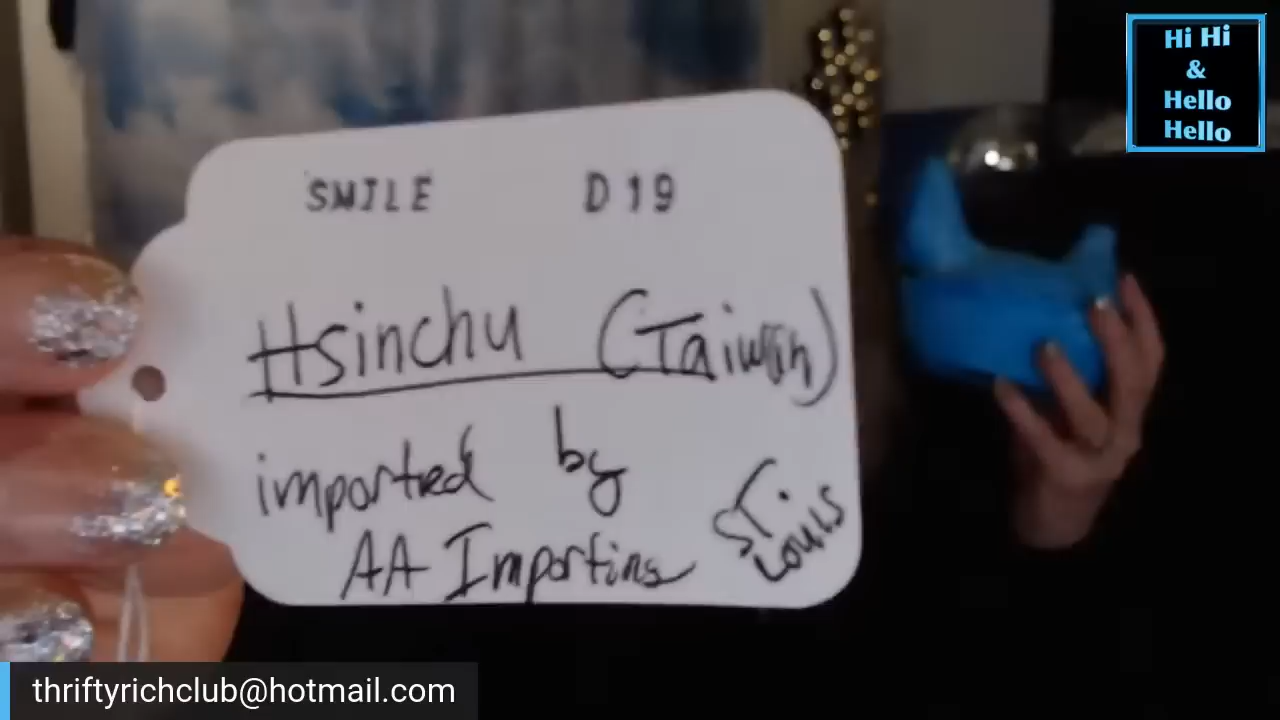 Hi Hi
&
Hello
Hello
SMILE D19
Hsinchu (Taiwan)
imported by
AA Importing ST. Louis
thriftyrichclub@hotmail.com